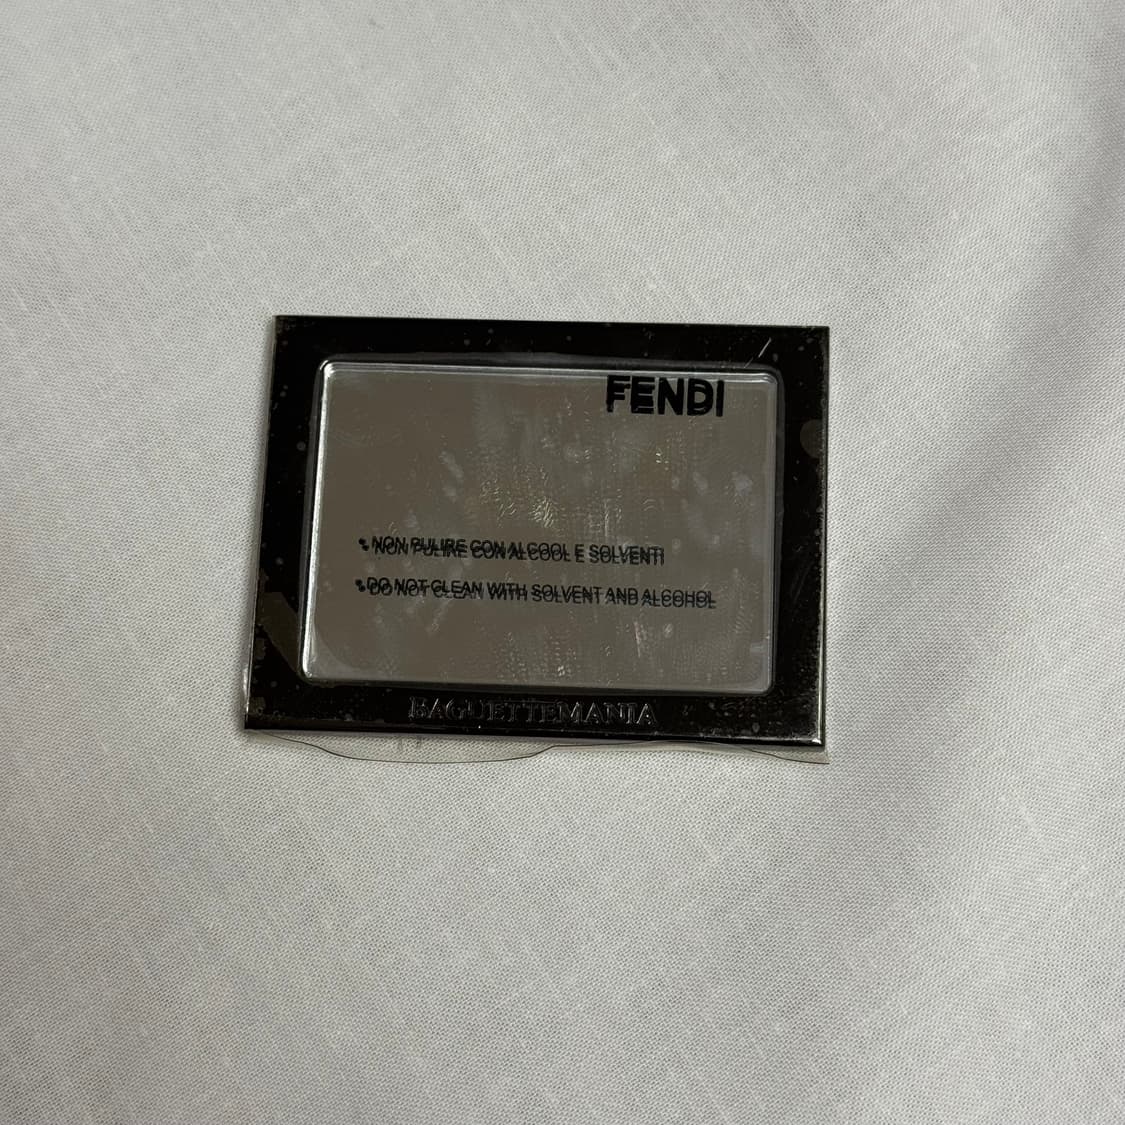 FENDI
• NON PULIRE CON ALCOOL E SOLVENTI
• DO NOT CLEAN WITH SOLVENT AND ALCOHOL
BAGUETTEMANIA